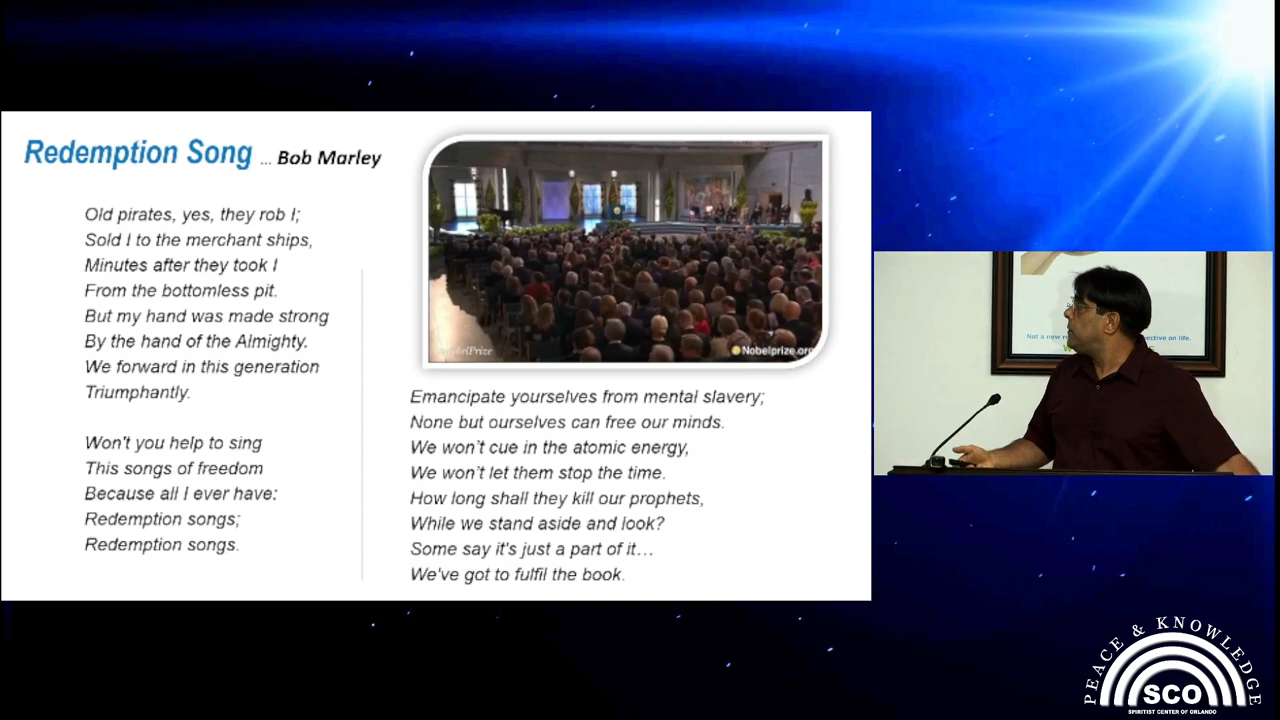 Redemption Song ... Bob Marley
Old pirates, yes, they rob I;
Sold I to the merchant ships,
Minutes after they took I
From the bottomless pit.
But my hand was made strong
By the hand of the Almighty.
We forward in this generation
Triumphantly.
Won't you help to sing
This songs of freedom
Because all I ever have:
Redemption songs;
Redemption songs.
Nobelprize.org
Emancipate yourselves from mental slavery;
None but ourselves can free our minds.
We won't cue in the atomic energy,
We won't let them stop the time.
How long shall they kill our prophets,
While we stand aside and look?
Some say it's just a part of it…
We've got to fulfil the book.
Not a new
ective on life.
PEACE & KNOWLEDGE
SCO
SPIRITIST CENTER OF ORLANDO